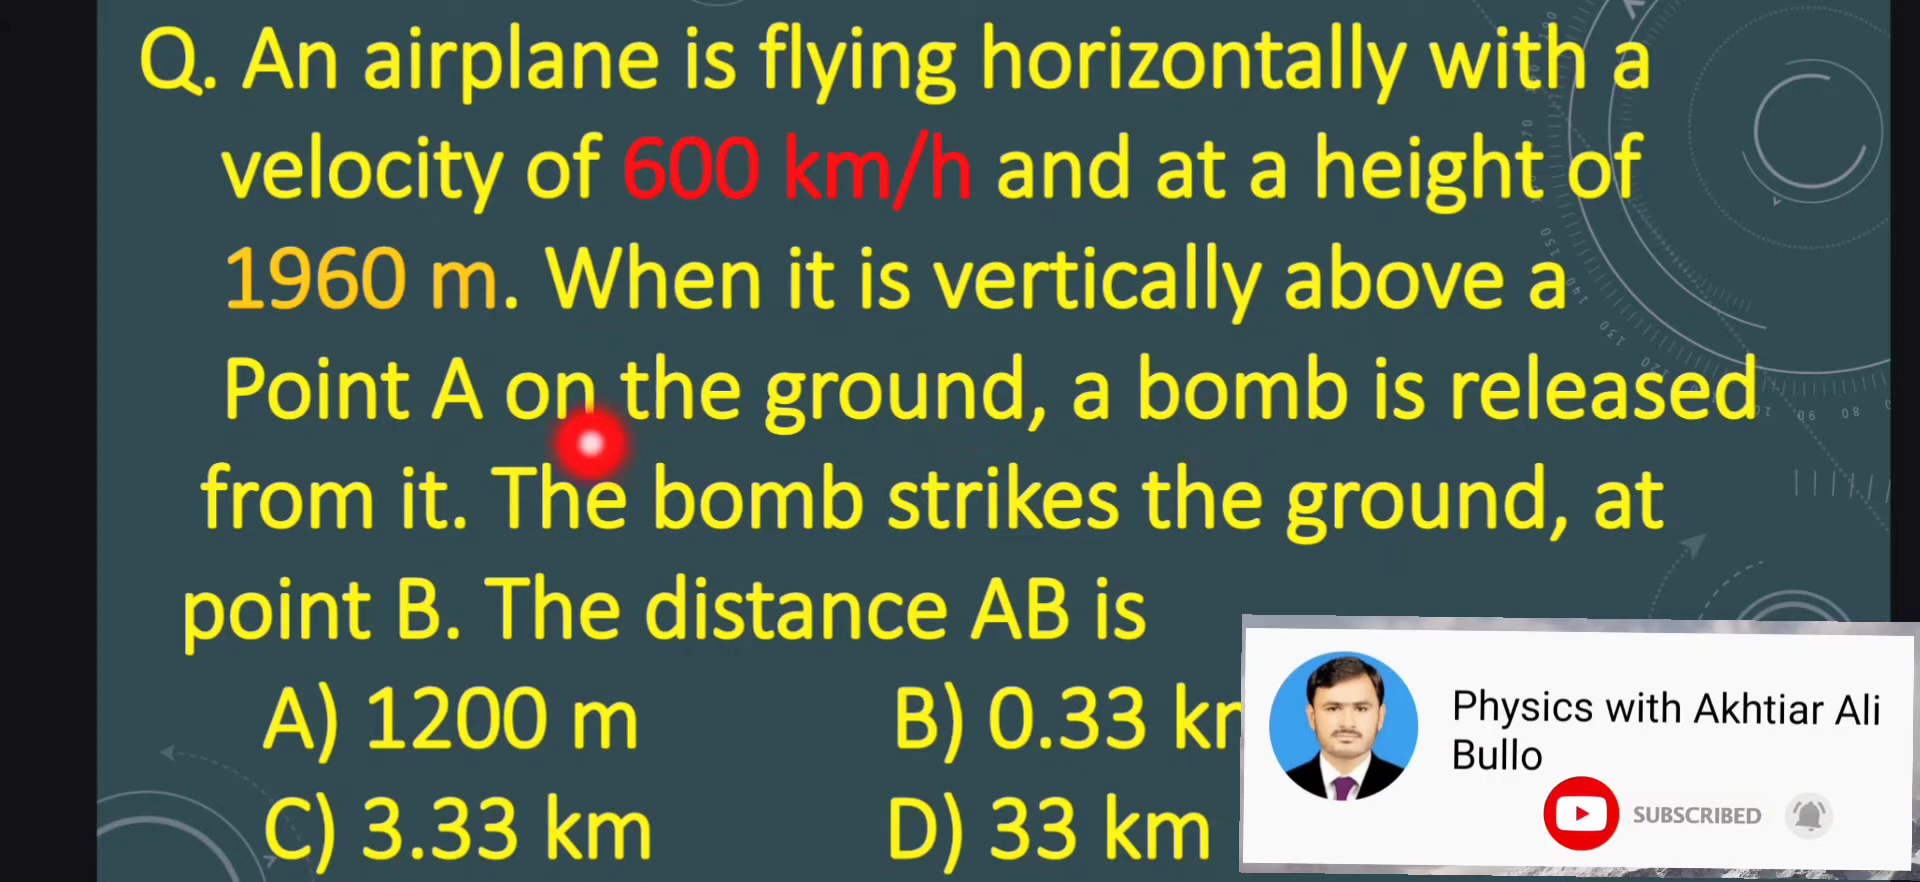 Q. An airplane is flying horizontally with a
velocity of 600 km/h and at a height of
1960 m. When it is vertically above a
Point A on the ground, a bomb is released
from it. The bomb strikes the ground, at
point B. The distance AB is
A) 1200 m B) 0.33
C) 3.33 km D) 33 km
Physics with Akhtiar Ali
Bullo
SUBSCRIBED